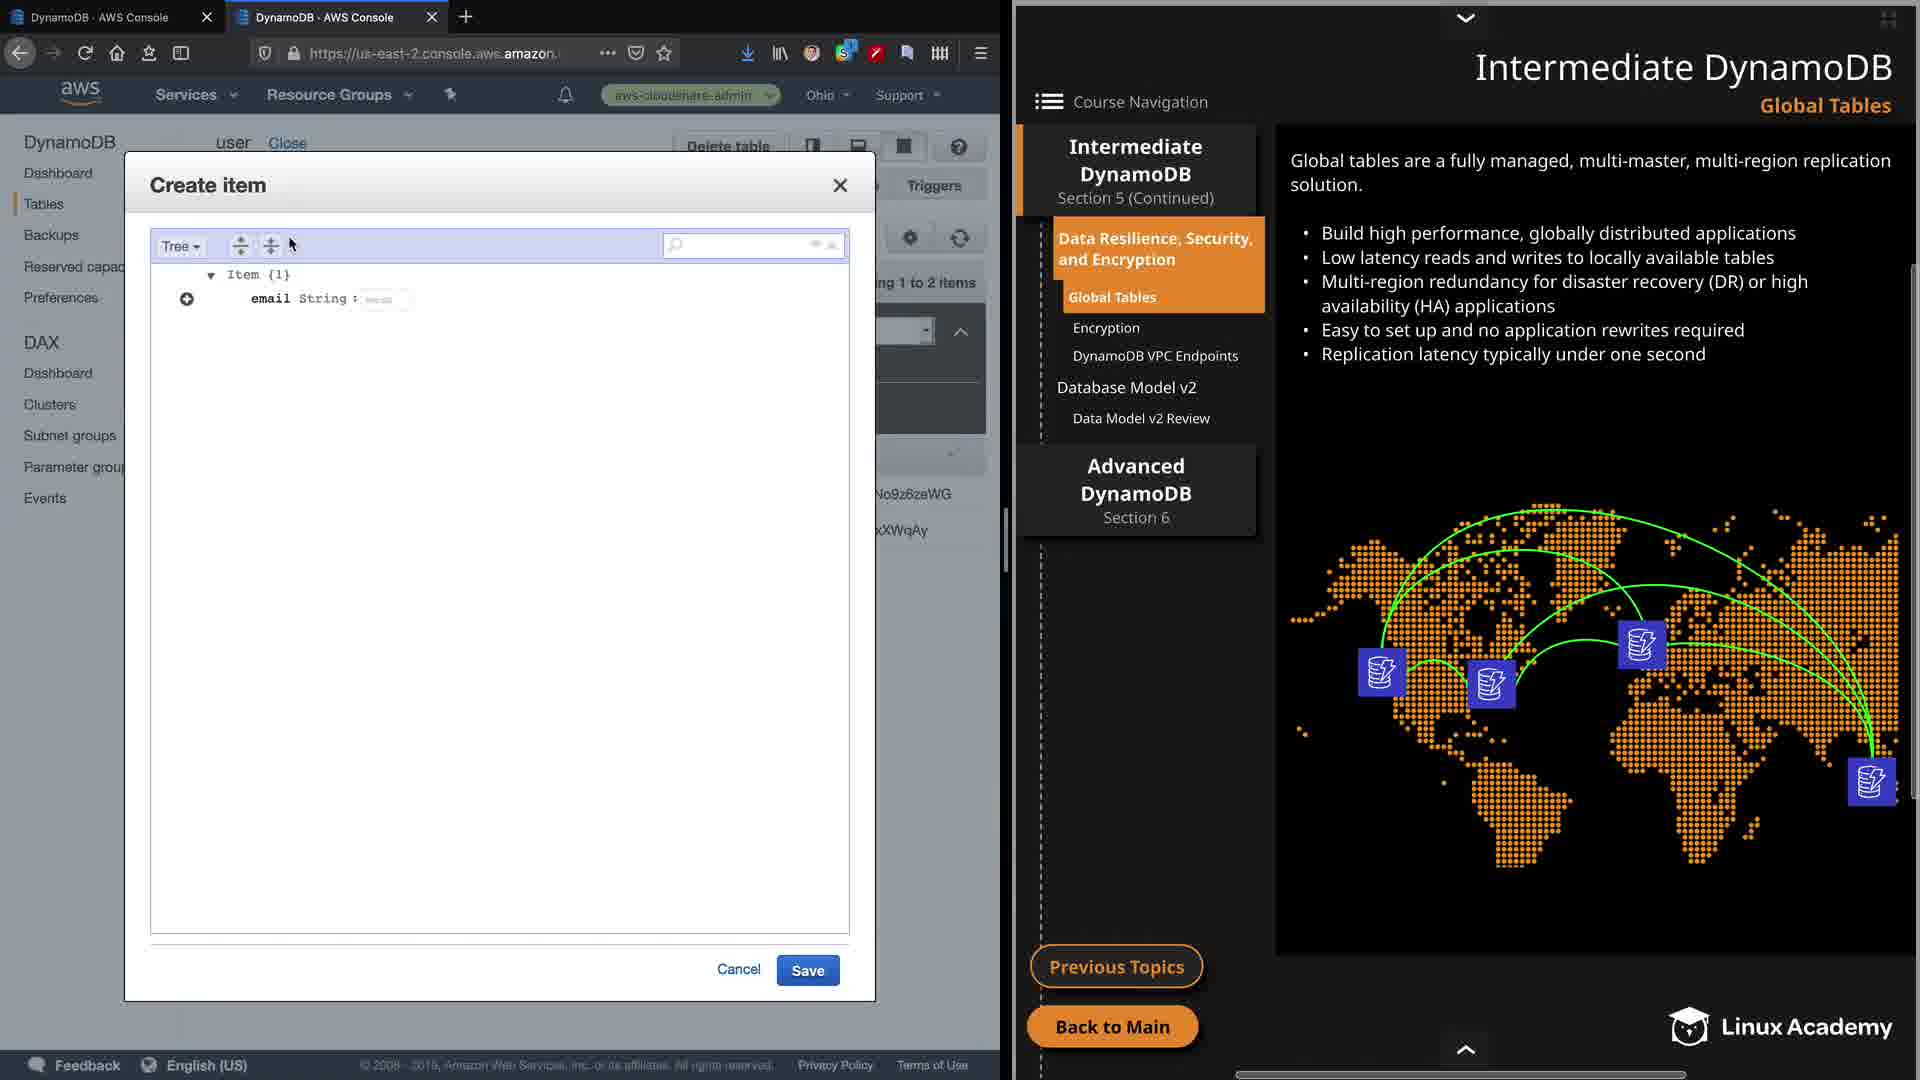 DynamoDB - AWS Console
DynamoDB - AWS Console
https://us-east-2.console.aws.amazon.
aws
Services
Resource Groups
aws-cloudshare-admin
Ohio
Support
DynamoDB
Dashboard
Tables
Backups
Reserved capac
Preferences
DAX
Dashboard
Clusters
Subnet groups
Parameter group
Events
user
Close
Delete table
Triggers
ng 1 to 2 items
No9z6zeWG
xXWqAy
Create item
Tree
Item {1}
email String :
Cancel
Save
Feedback
English (US)
© 2008 - 2019, Amazon Web Services, Inc. or its affiliates. All rights reserved.
Privacy Policy
Terms of Use
Intermediate DynamoDB
Global Tables
Course Navigation
Intermediate
DynamoDB
Section 5 (Continued)
Data Resilience, Security,
and Encryption
Global Tables
Encryption
DynamoDB VPC Endpoints
Database Model v2
Data Model v2 Review
Advanced
DynamoDB
Section 6
Previous Topics
Back to Main
Global tables are a fully managed, multi-master, multi-region replication
solution.
• Build high performance, globally distributed applications
• Low latency reads and writes to locally available tables
• Multi-region redundancy for disaster recovery (DR) or high
availability (HA) applications
• Easy to set up and no application rewrites required
• Replication latency typically under one second
Linux Academy